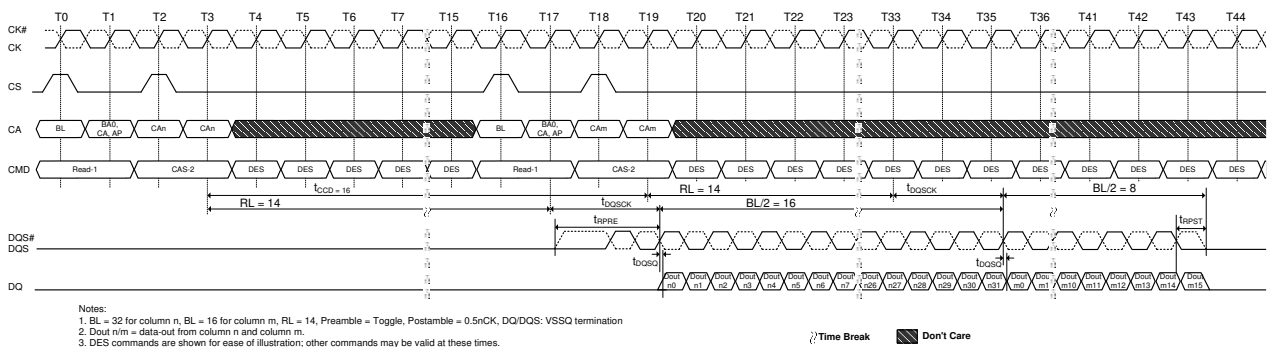 T0 T1 T2 T3 T4 T5 T6 T7 T15 T16 T17 T18 T19 T20 T21 T22 T23 T33 T34 T35 T36 T41 T42 T43 T44
CK#
CK
CS
CA BL BA0, CA, AP CAn CAn BL BA0, CA, AP CAm CAm
CMD Read-1 CAS-2 DES DES DES DES DES Read-1 CAS-2 DES DES DES DES DES DES DES DES DES DES DES DES
tCCD = 16 RL = 14 tDQSCK BL/2 = 8
RL = 14 tDQSCK BL/2 = 16
tRPRE tRPST
DQS#
DQS
tDQSQ tDQSQ
DQ Dout n0 Dout n1 Dout n2 Dout n3 Dout n4 Dout n5 Dout n6 Dout n7 Dout n26 Dout n27 Dout n28 Dout n29 Dout n30 Dout n31 Dout m0 Dout m1 Dout m10 Dout m11 Dout m12 Dout m13 Dout m14 Dout m15
Notes:
1. BL = 32 for column n, BL = 16 for column m, RL = 14, Preamble = Toggle, Postamble = 0.5nCK, DQ/DQS: VSSQ termination
2. Dout n/m = data-out from column n and column m.
3. DES commands are shown for ease of illustration; other commands may be valid at these times.
Time Break Don't Care